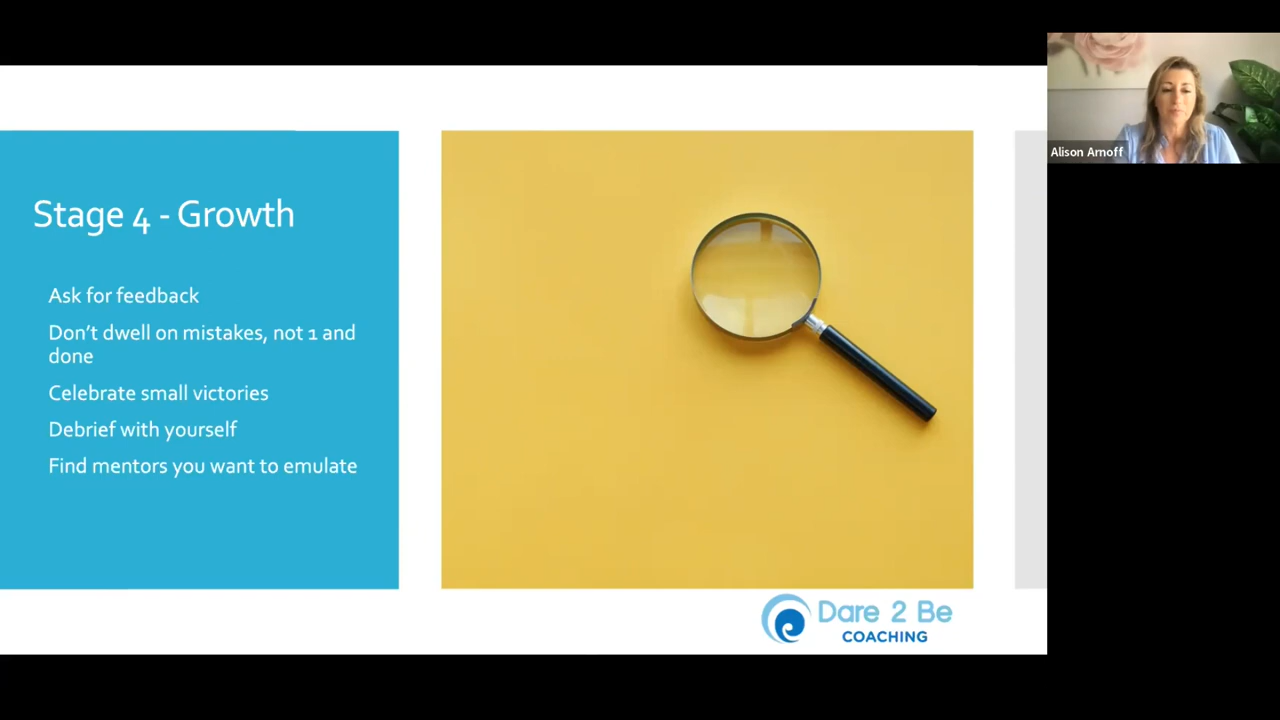 Stage 4 - Growth
Ask for feedback
Don’t dwell on mistakes, not 1 and
done
Celebrate small victories
Debrief with yourself
Find mentors you want to emulate
Dare 2 Be
COACHING
Alison Arnoff